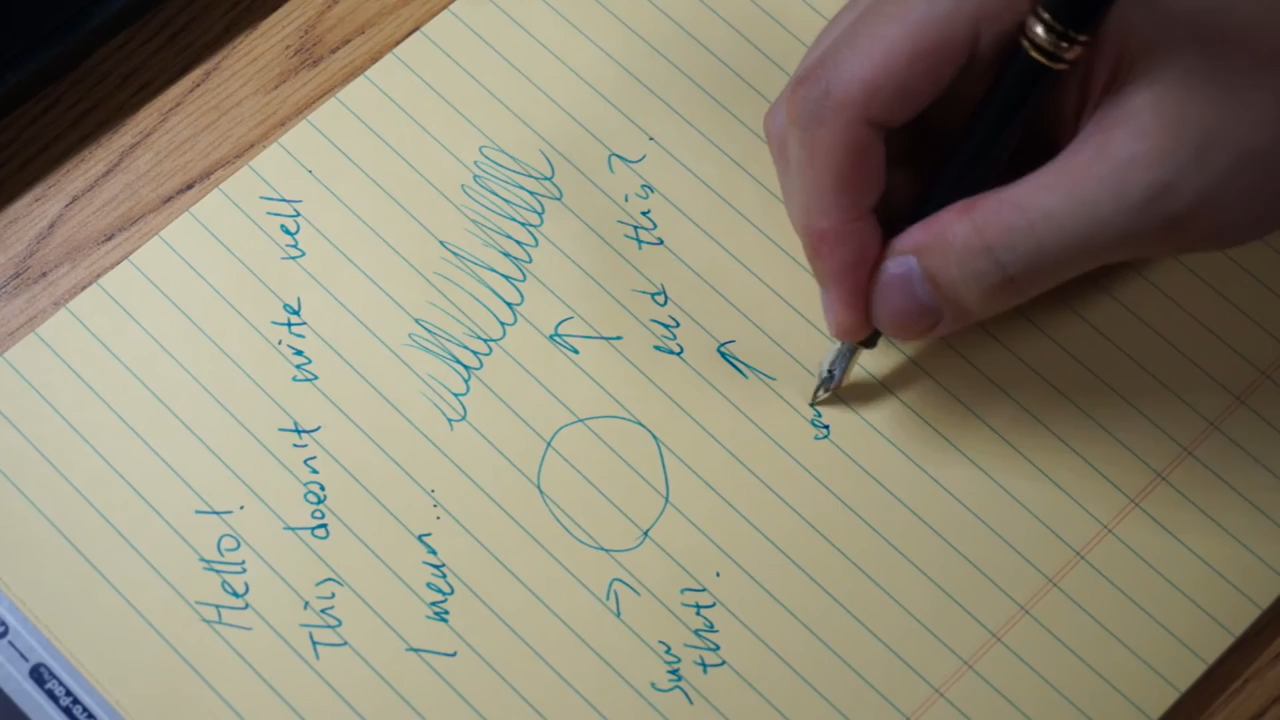 Hello!
This doesn't write well
I mean...
Saw →
that!
↑
and this?
↑